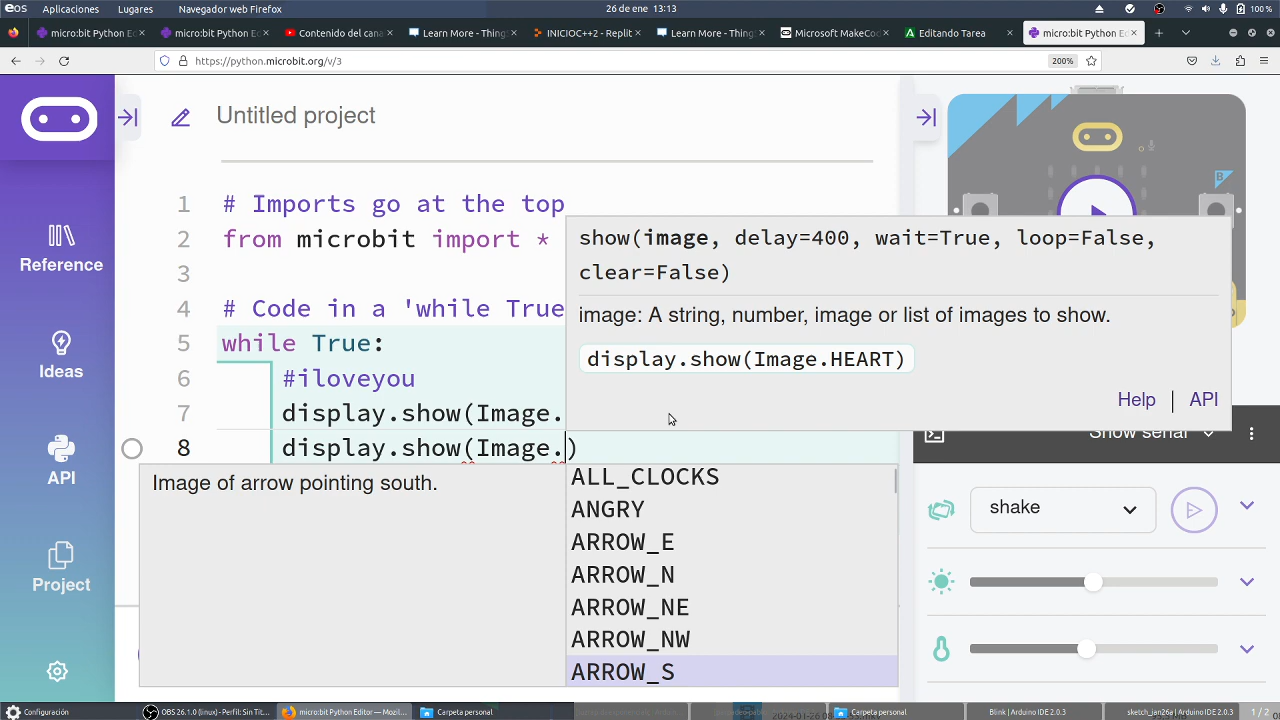 eos Aplicaciones Lugares Navegador web Firefox 26 de ene 13:13 100 %
micro:bit Python Ec micro:bit Python Ec Contenido del cana Learn More - Thing INICIOC++2 - Replit Learn More - Thing Microsoft MakeCod Editando Tarea micro:bit Python Ec
https://python.microbit.org/v/3 200%
Untitled project
Reference
Ideas
API
Project
1 # Imports go at the top
2 from microbit import *
3
4 # Code in a 'while True
5 while True:
6 #iloveyou
7 display.show(Image.
8 display.show(Image.)
show(image, delay=400, wait=True, loop=False,
clear=False)
image: A string, number, image or list of images to show.
display.show(Image.HEART)
Help | API
B
Show serial
Image of arrow pointing south.
ALL_CLOCKS
ANGRY
ARROW_E
ARROW_N
ARROW_NE
ARROW_NW
ARROW_S
shake
Configuración OBS 26.1.0 (linux) - Perfil: Sin Tít... micro:bit Python Editor — Mozil... Carpeta personal Carpeta personal Blink | Arduino IDE 2.0.3 sketch_jan26a | Arduino IDE 2.0.3 1 / 2